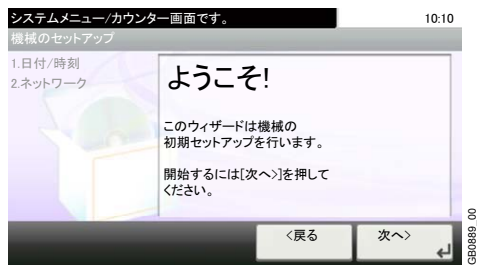 システムメニュー/カウンター画面です。
10:10
機械のセットアップ
1.日付/時刻
2.ネットワーク
ようこそ!
このウィザードは機械の
初期セットアップを行います。
開始するには[次へ>]を押して
ください。
<戻る
次へ>
GB0889_00